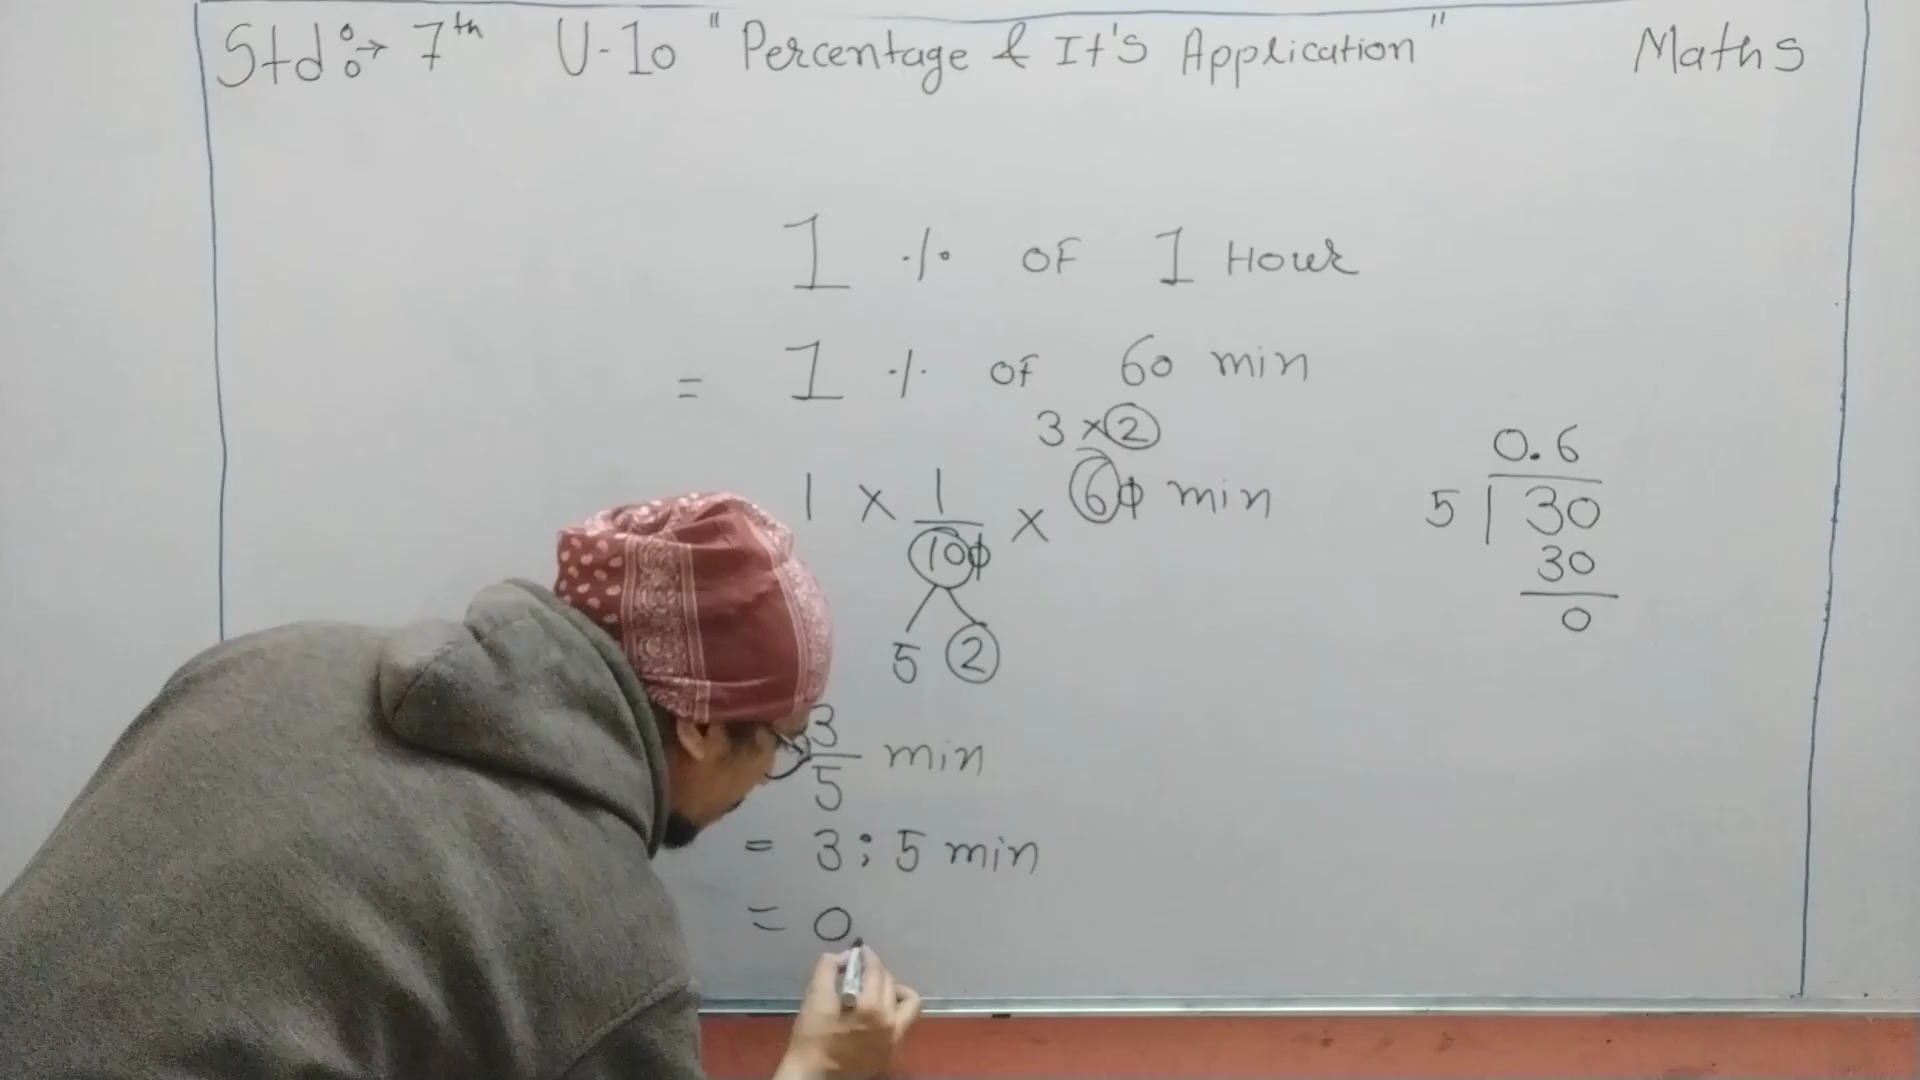 Std :→ 7th U-10 "Percentage & It's Application" Maths
1 % OF 1 Hour
= 1 % OF 60 min
3 × 2
1 × 1/100 × 60 min
5 2
3/5 min
= 3 : 5 min
= 0.
0.6
5 | 30
30
0